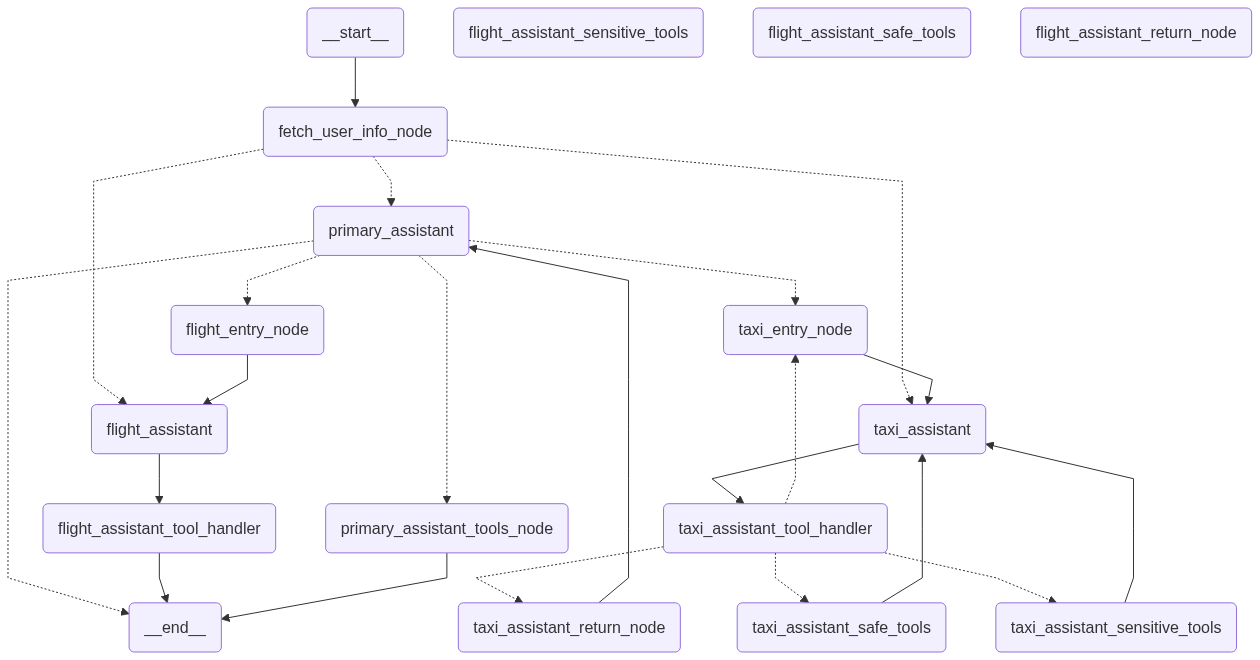 __start__
flight_assistant_sensitive_tools
flight_assistant_safe_tools
flight_assistant_return_node
fetch_user_info_node
primary_assistant
flight_entry_node
taxi_entry_node
flight_assistant
taxi_assistant
flight_assistant_tool_handler
primary_assistant_tools_node
taxi_assistant_tool_handler
__end__
taxi_assistant_return_node
taxi_assistant_safe_tools
taxi_assistant_sensitive_tools